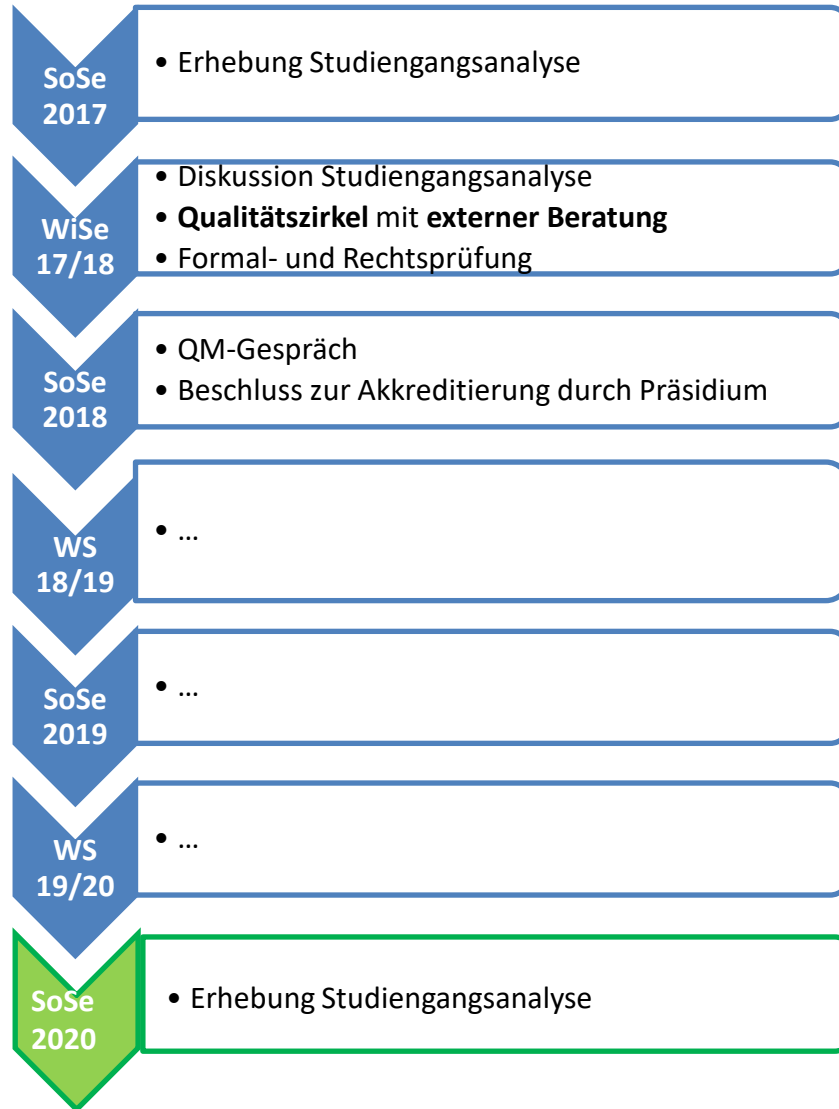 SoSe
2017
• Erhebung Studiengangsanalyse
WiSe
17/18
• Diskussion Studiengangsanalyse
• Qualitätszirkel mit externer Beratung
• Formal- und Rechtsprüfung
SoSe
2018
• QM-Gespräch
• Beschluss zur Akkreditierung durch Präsidium
WS
18/19
• ...
SoSe
2019
• ...
WS
19/20
• ...
SoSe
2020
• Erhebung Studiengangsanalyse